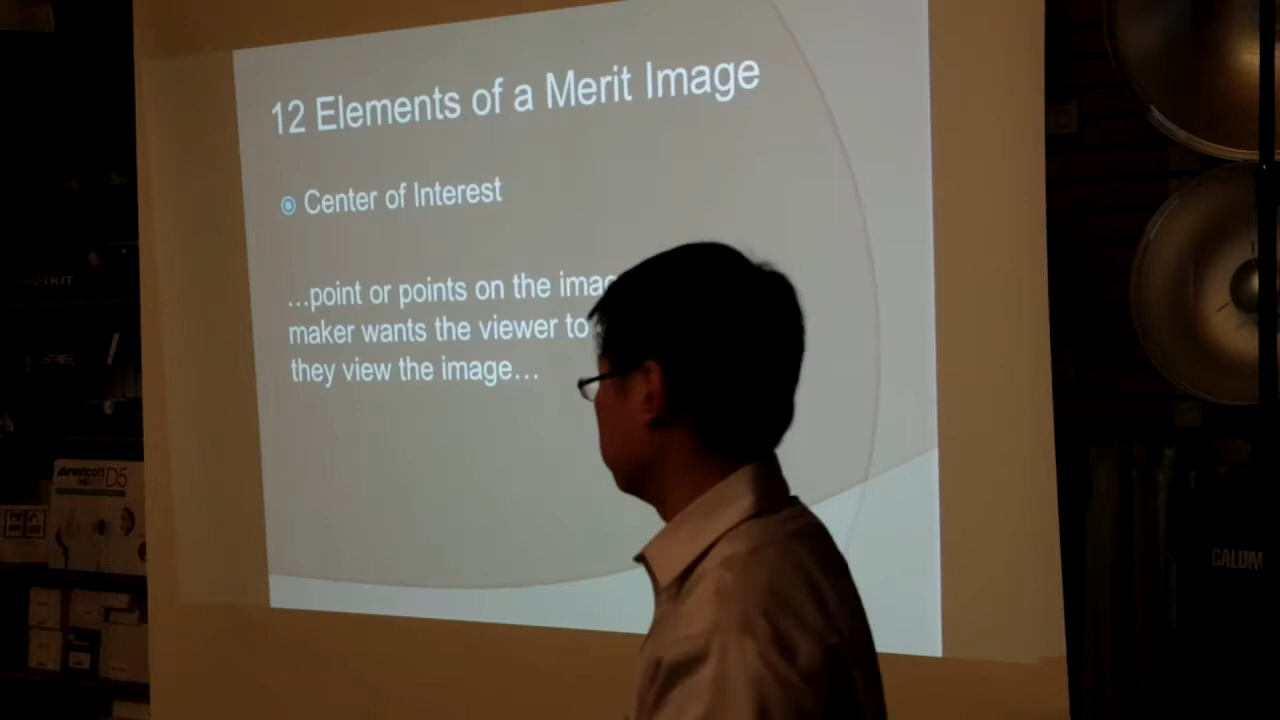 12 Elements of a Merit Image
Center of Interest
...point or points on the imag
maker wants the viewer to
they view the image...
D5
CALUM